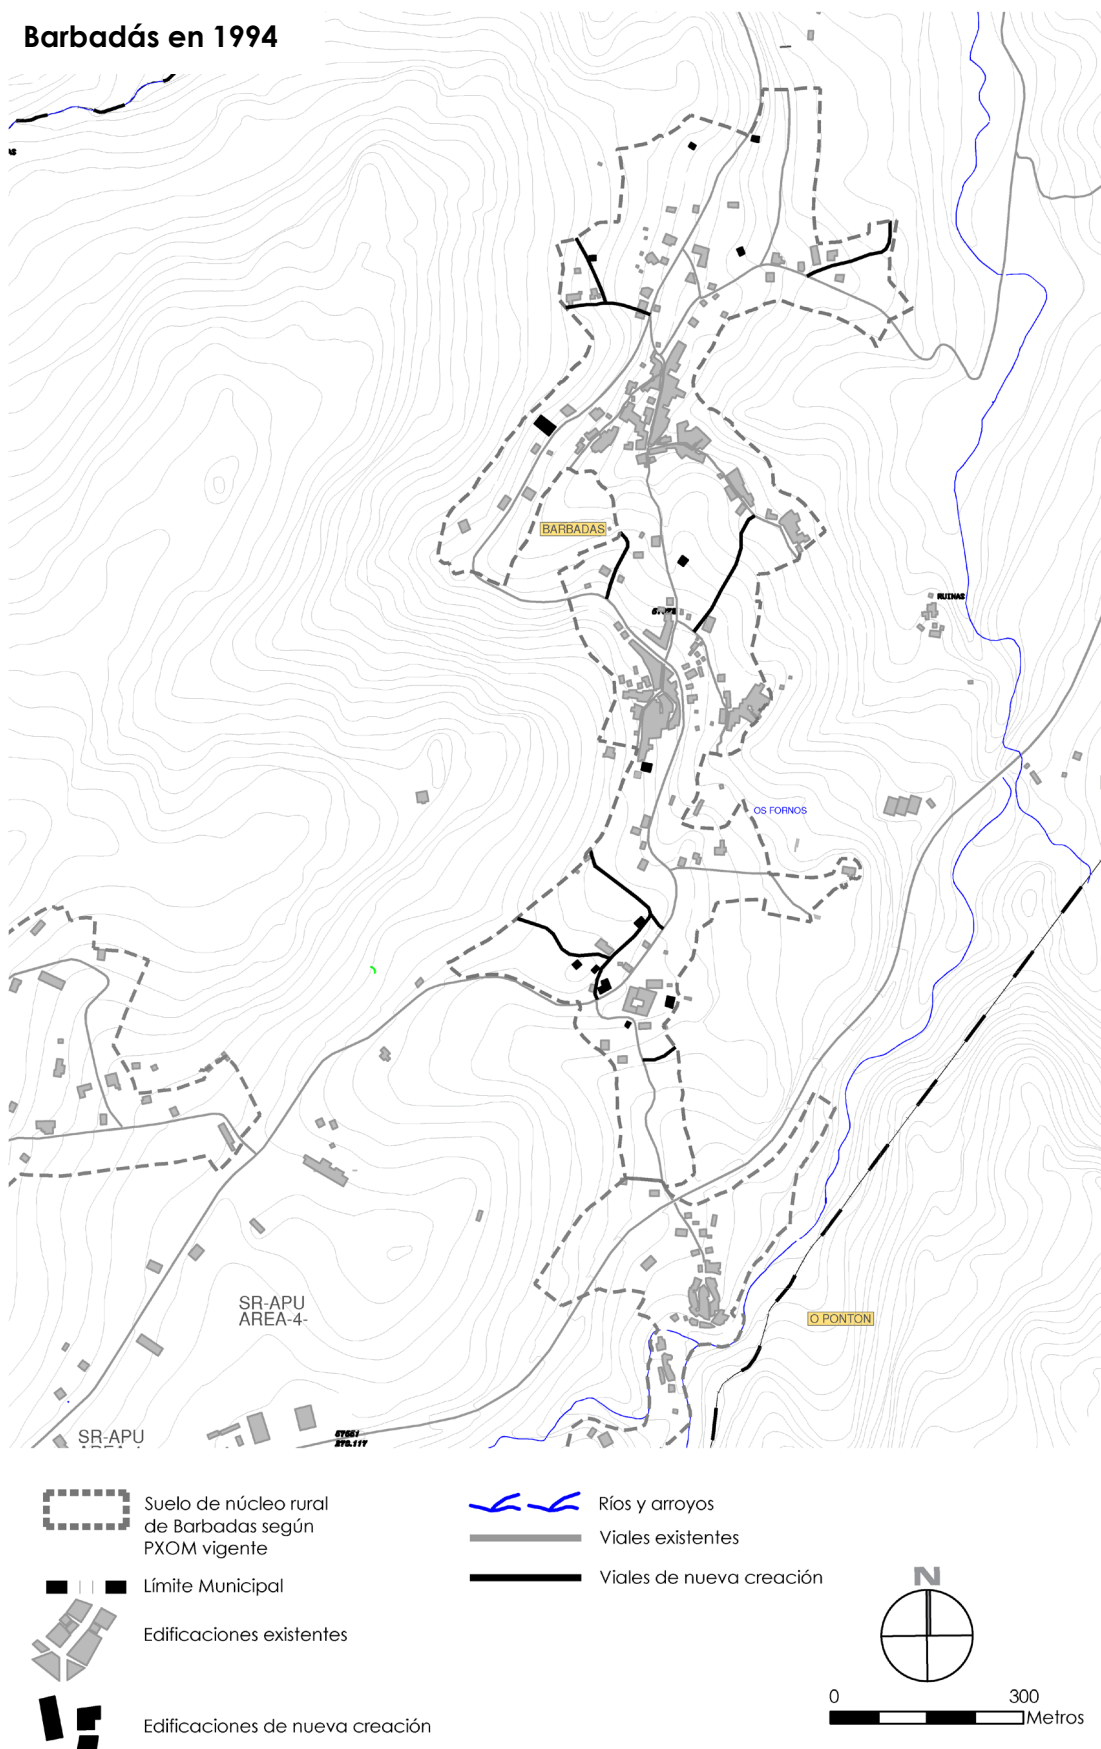 Barbadás en 1994
AS
BARBADAS
RUINAS
OS FORNOS
SR-APU
AREA-4-
O PONTON
SR-APU
Suelo de núcleo rural
de Barbadas según
PXOM vigente
Límite Municipal
Edificaciones existentes
Edificaciones de nueva creación
Ríos y arroyos
Viales existentes
Viales de nueva creación
N
0 300
Metros